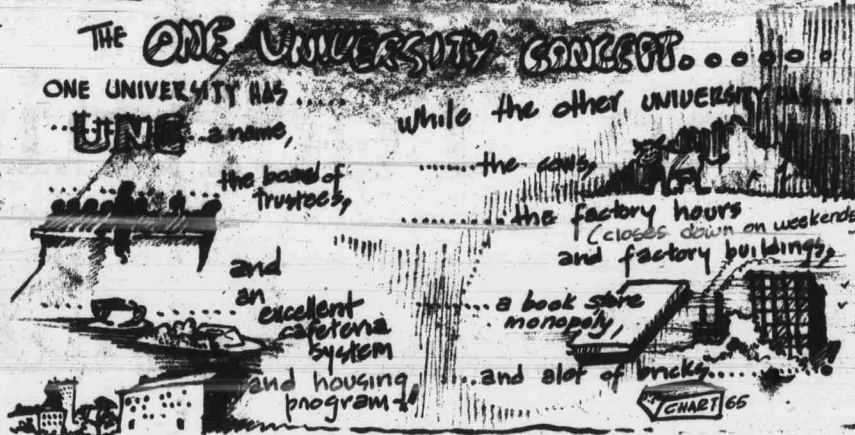 THE ONE UNIVERSITY CONCEPT.......
ONE UNIVERSITY HAS .....
... UNC ... a name,
the board of
trustees,
and
an
excellent
cafeteria
system
and housing
program—
while the other UNIVERSITY HAS....
......the cows,
........the factory hours
(closes down on weekends
and factory buildings,
........a book store
monopoly,
....and alot of bricks......
CHART 65